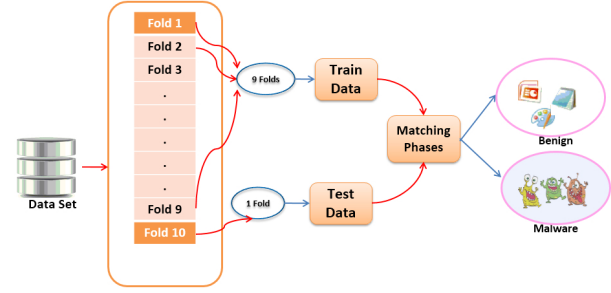 Fold 1
Fold 2
Fold 3
.
.
.
.
.
Fold 9
Fold 10
Data Set
9 Folds
1 Fold
Train
Data
Test
Data
Matching
Phases
Benign
Malware